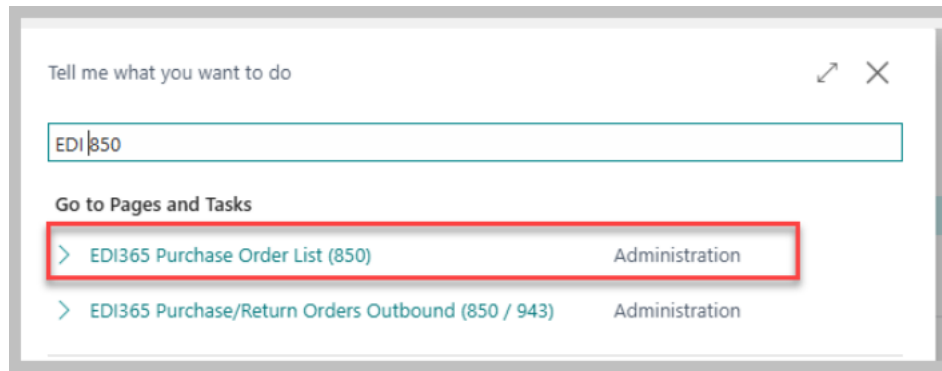 Tell me what you want to do
EDI 850
Go to Pages and Tasks
EDI365 Purchase Order List (850) Administration
EDI365 Purchase/Return Orders Outbound (850 / 943) Administration